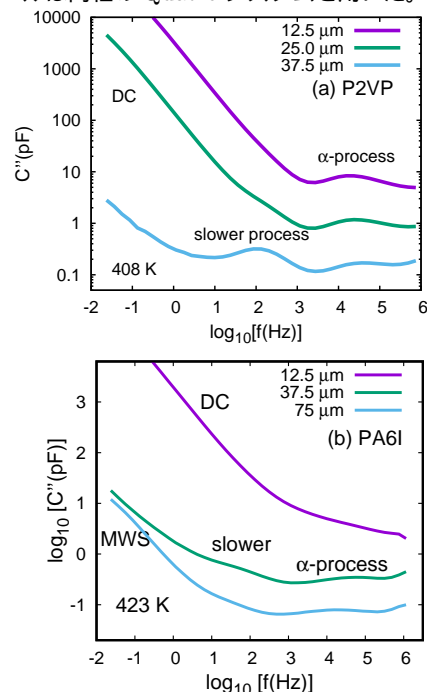 10000
1000
100
10
1
0.1
C''(pF)
12.5 μm
25.0 μm
37.5 μm
(a) P2VP
DC
α-process
slower process
408 K
-2 -1 0 1 2 3 4 5 6
log10[f(Hz)]
3
2
1
0
-1
log10 [C''(pF)]
12.5 μm
37.5 μm
75 μm
(b) PA6I
DC
MWS
slower
α-process
423 K
-2 -1 0 1 2 3 4 5 6
log10 [f(Hz)]